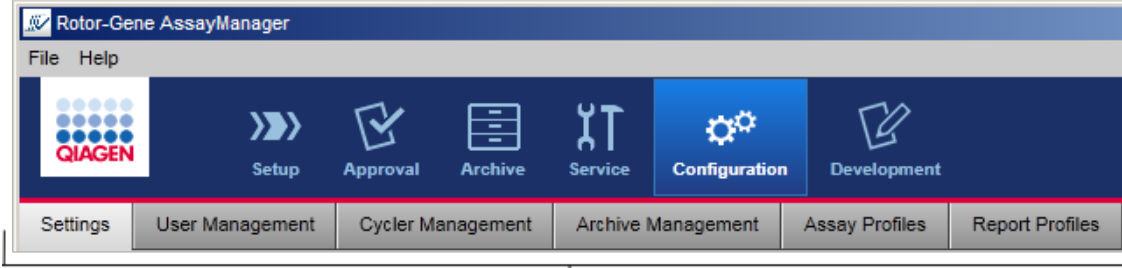 Rotor-Gene AssayManager
File Help
QIAGEN
Setup Approval Archive Service Configuration Development
Settings User Management Cycler Management Archive Management Assay Profiles Report Profiles